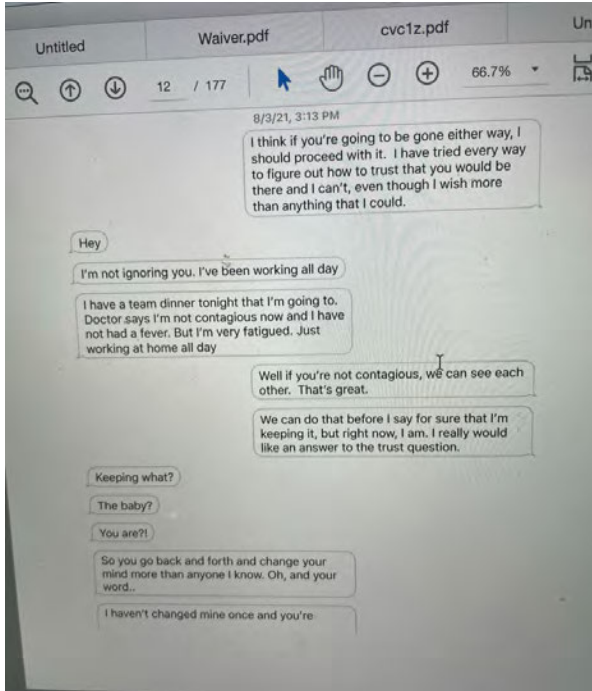 Untitled
Waiver.pdf
cvc1z.pdf
Un
12 / 177
66.7%
8/3/21, 3:13 PM
I think if you're going to be gone either way, I
should proceed with it.  I have tried every way
to figure out how to trust that you would be
there and I can't, even though I wish more
than anything that I could.
Hey
I'm not ignoring you. I've been working all day
I have a team dinner tonight that I'm going to.
Doctor says I'm not contagious now and I have
not had a fever. But I'm very fatigued. Just
working at home all day
Well if you're not contagious, we can see each
other.  That's great.
We can do that before I say for sure that I'm
keeping it, but right now, I am. I really would
like an answer to the trust question.
Keeping what?
The baby?
You are?!
So you go back and forth and change your
mind more than anyone I know. Oh, and your
word..
I haven't changed mine once and you're